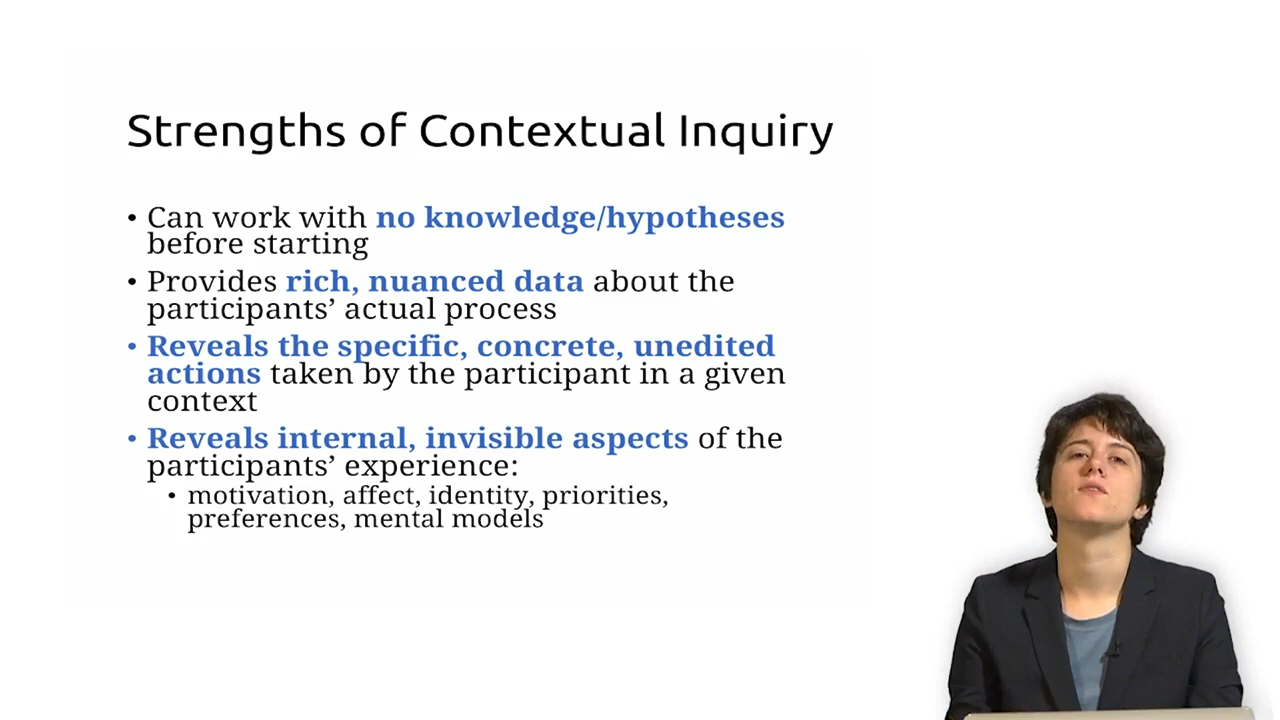 Strengths of Contextual Inquiry
• Can work with no knowledge/hypotheses
before starting
• Provides rich, nuanced data about the
participants’ actual process
• Reveals the specific, concrete, unedited
actions taken by the participant in a given
context
• Reveals internal, invisible aspects of the
participants’ experience:
• motivation, affect, identity, priorities,
preferences, mental models